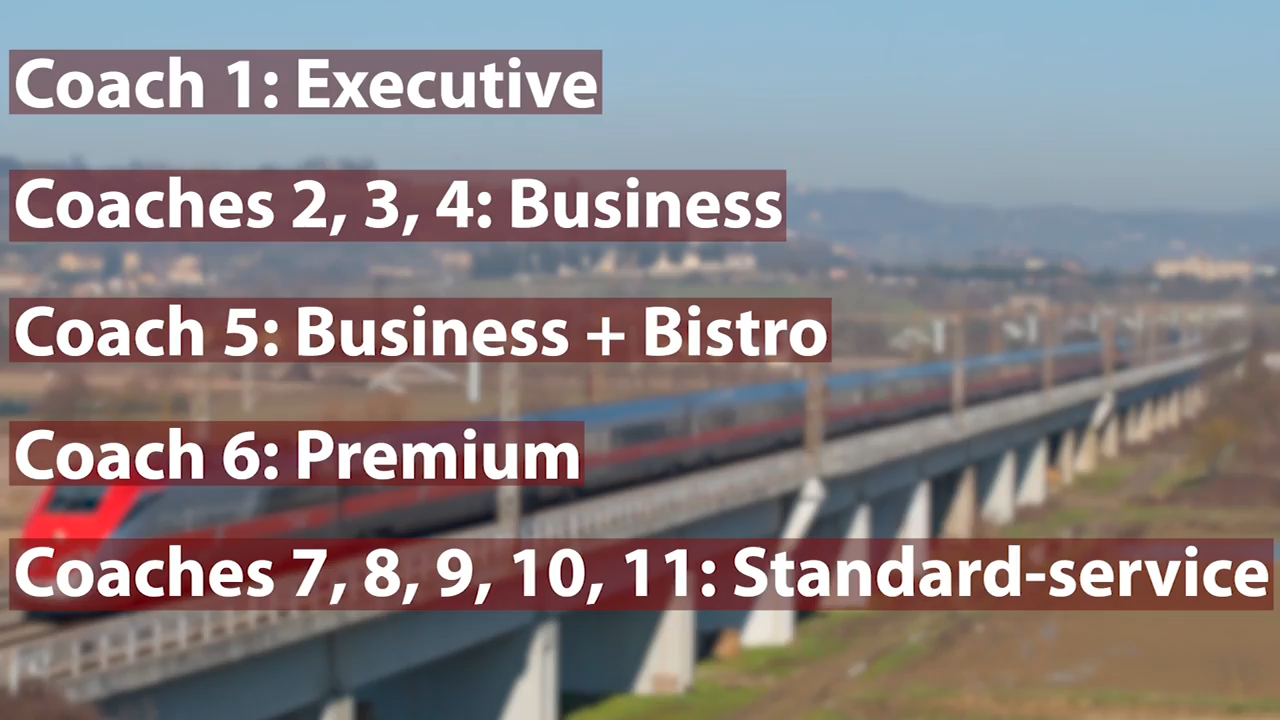 Coach 1: Executive
Coaches 2, 3, 4: Business
Coach 5: Business + Bistro
Coach 6: Premium
Coaches 7, 8, 9, 10, 11: Standard-service